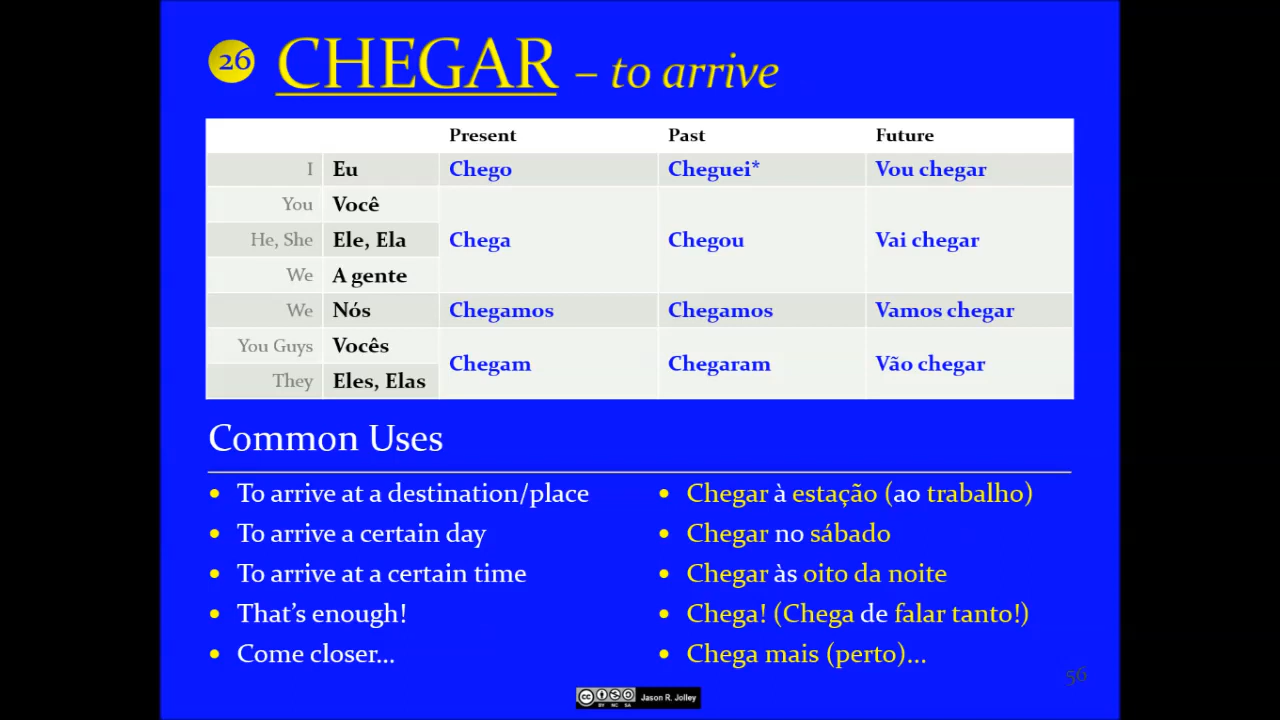 26 CHEGAR – to arrive
Present Past Future
I Eu Chego Cheguei* Vou chegar
You Você
He, She Ele, Ela Chega Chegou Vai chegar
We A gente
We Nós Chegamos Chegamos Vamos chegar
You Guys Vocês
Chegam Chegaram Vão chegar
They Eles, Elas
Common Uses
• To arrive at a destination/place • Chegar à estação (ao trabalho)
• To arrive a certain day • Chegar no sábado
• To arrive at a certain time • Chegar às oito da noite
• That's enough! • Chega! (Chega de falar tanto!)
• Come closer... • Chega mais (perto)...
56
cc BY NC SA Jason R. Jolley